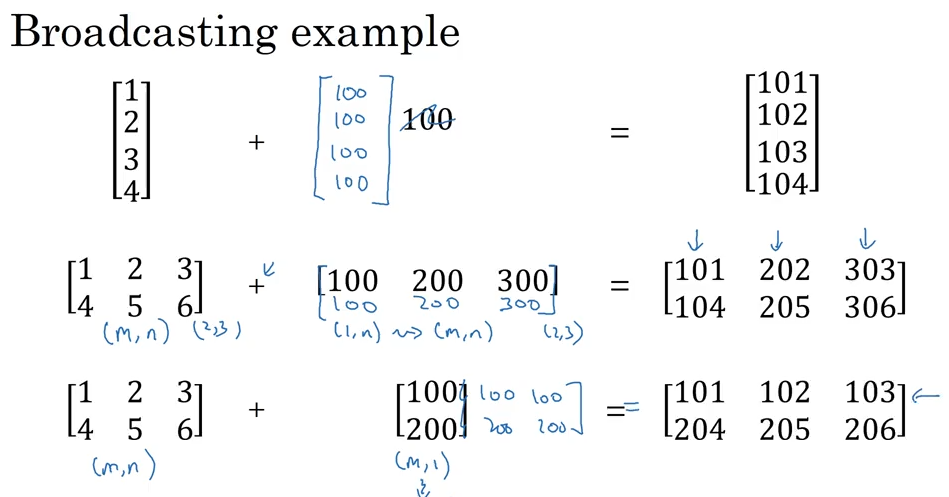 Broadcasting example
1 100 101
2 + 100 100 = 102
3 100 103
4 100 104
1 2 3 + 100 200 300 = 101 202 303
4 5 6 100 200 300 104 205 306
(m,n) (2,3) (1,n) ⇝ (m,n) (2,3)
1 2 3 + 100 100 100 = = 101 102 103
4 5 6 200 200 200 204 205 206
(m,n) (m,1)